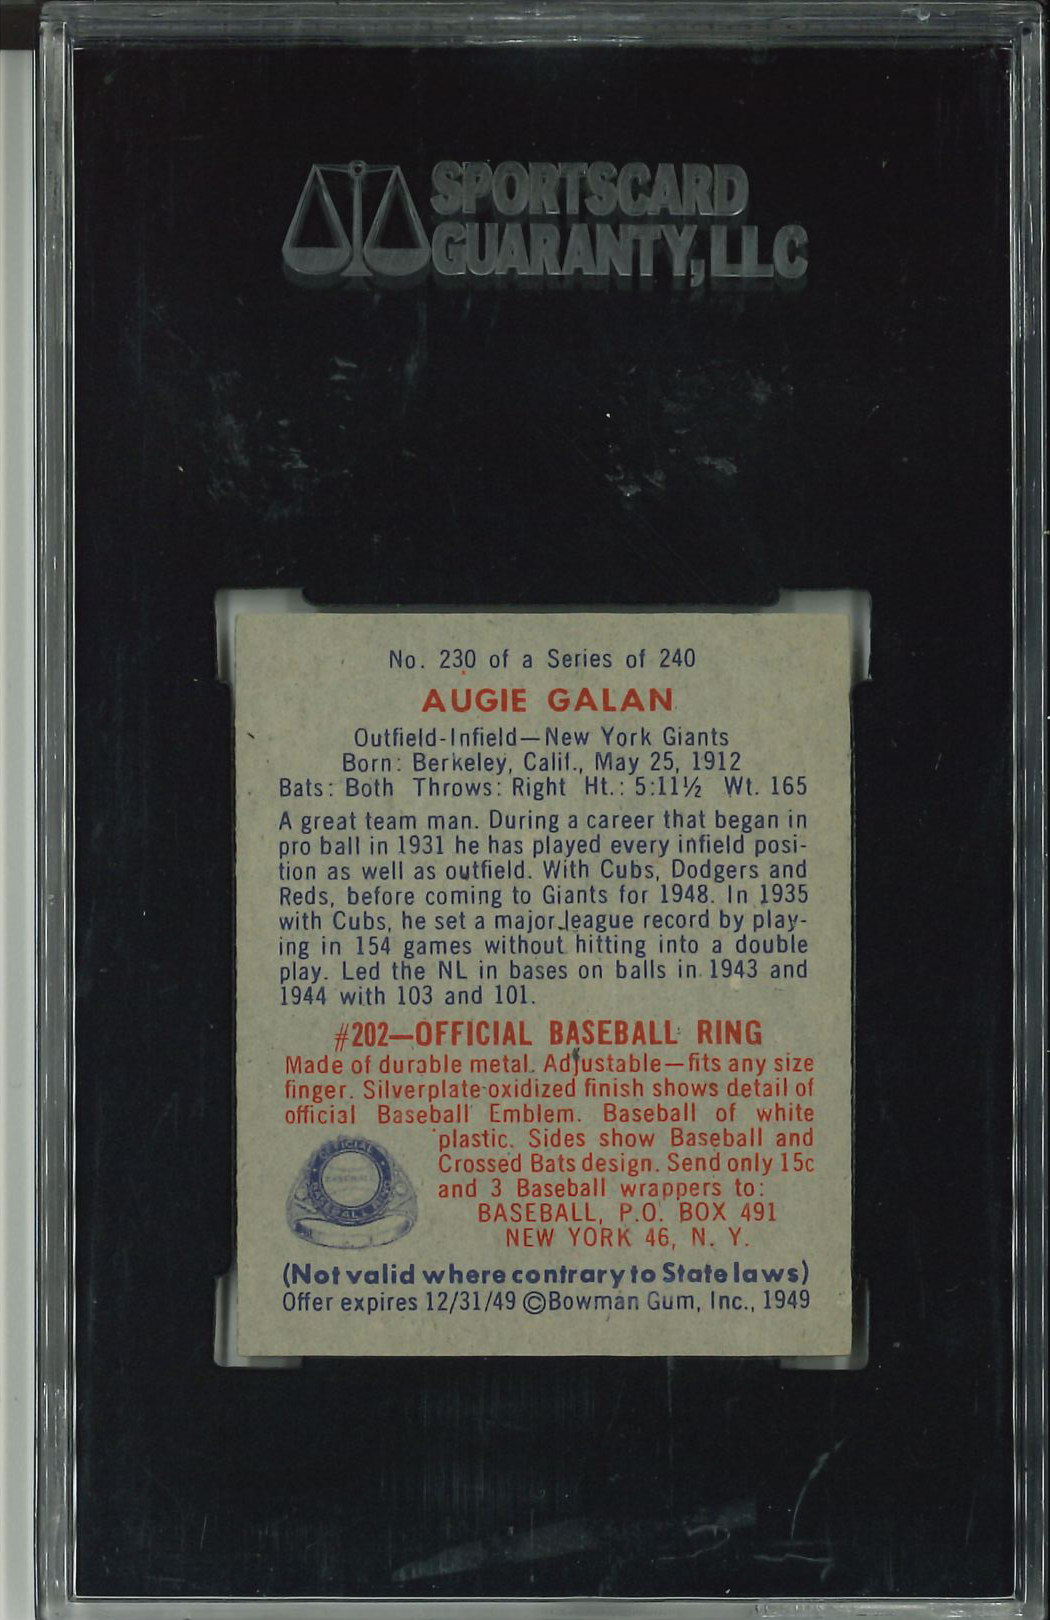 SPORTSCARD
GUARANTY, LLC
No. 230 of a Series of 240
AUGIE GALAN
Outfield-Infield—New York Giants
Born: Berkeley, Calif., May 25, 1912
Bats: Both Throws: Right Ht.: 5:11½ Wt. 165
A great team man. During a career that began in
pro ball in 1931 he has played every infield posi-
tion as well as outfield. With Cubs, Dodgers and
Reds, before coming to Giants for 1948. In 1935
with Cubs, he set a major league record by play-
ing in 154 games without hitting into a double
play. Led the NL in bases on balls in 1943 and
1944 with 103 and 101.
#202—OFFICIAL BASEBALL RING
Made of durable metal. Adjustable—fits any size
finger. Silverplate-oxidized finish shows detail of
official Baseball Emblem. Baseball of white
plastic. Sides show Baseball and
Crossed Bats design. Send only 15c
and 3 Baseball wrappers to:
BASEBALL, P.O. BOX 491
NEW YORK 46, N. Y.
OFFICIAL
BASEBALL
BASEBALL RING
(Not valid where contrary to State laws)
Offer expires 12/31/49 ©Bowman Gum, Inc., 1949